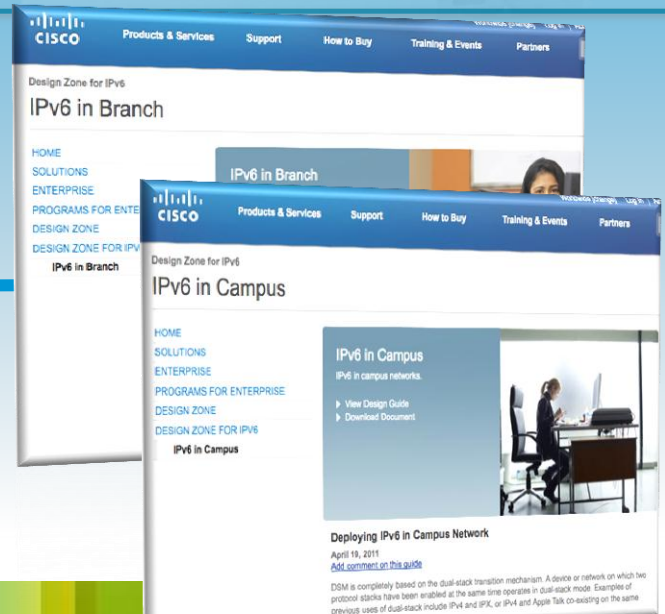 CISCO
Products & Services Support How to Buy Training & Events Partners
Design Zone for IPv6
IPv6 in Branch
HOME
SOLUTIONS
ENTERPRISE
PROGRAMS FOR ENTE
DESIGN ZONE
DESIGN ZONE FOR IPV
IPv6 in Branch
IPv6 in Branch
CISCO
Products & Services Support How to Buy Training & Events Partners
Design Zone for IPv6
IPv6 in Campus
HOME
SOLUTIONS
ENTERPRISE
PROGRAMS FOR ENTERPRISE
DESIGN ZONE
DESIGN ZONE FOR IPV6
IPv6 in Campus
IPv6 in Campus
IPv6 in campus networks.
View Design Guide
Download Document
Deploying IPv6 in Campus Network
April 19, 2011
Add comment on this guide
DSM is completely based on the dual-stack transition mechanism. A device or network on which two
protocol stacks have been enabled at the same time operates in dual-stack mode. Examples of
previous uses of dual-stack include IPv4 and IPX, or IPv4 and Apple Talk co-existing on the same